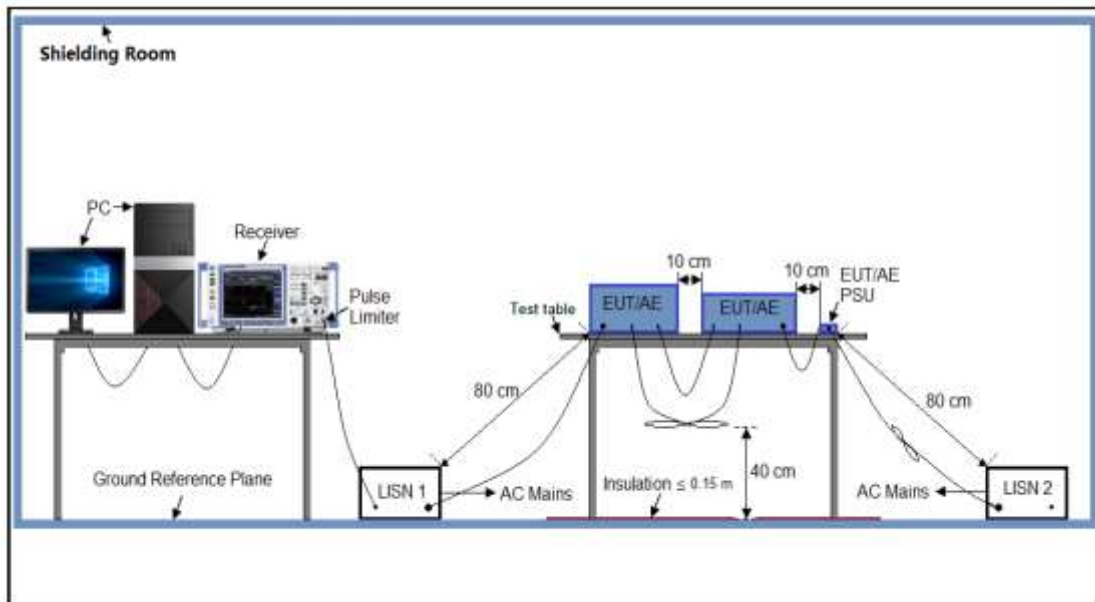 Shielding Room
PC
Receiver
Pulse
Limiter
10 cm
10 cm
EUT/AE
PSU
EUT/AE
EUT/AE
Test table
80 cm
80 cm
40 cm
Ground Reference Plane
LISN 1
AC Mains
Insulation ≤ 0.15 m
AC Mains
LISN 2